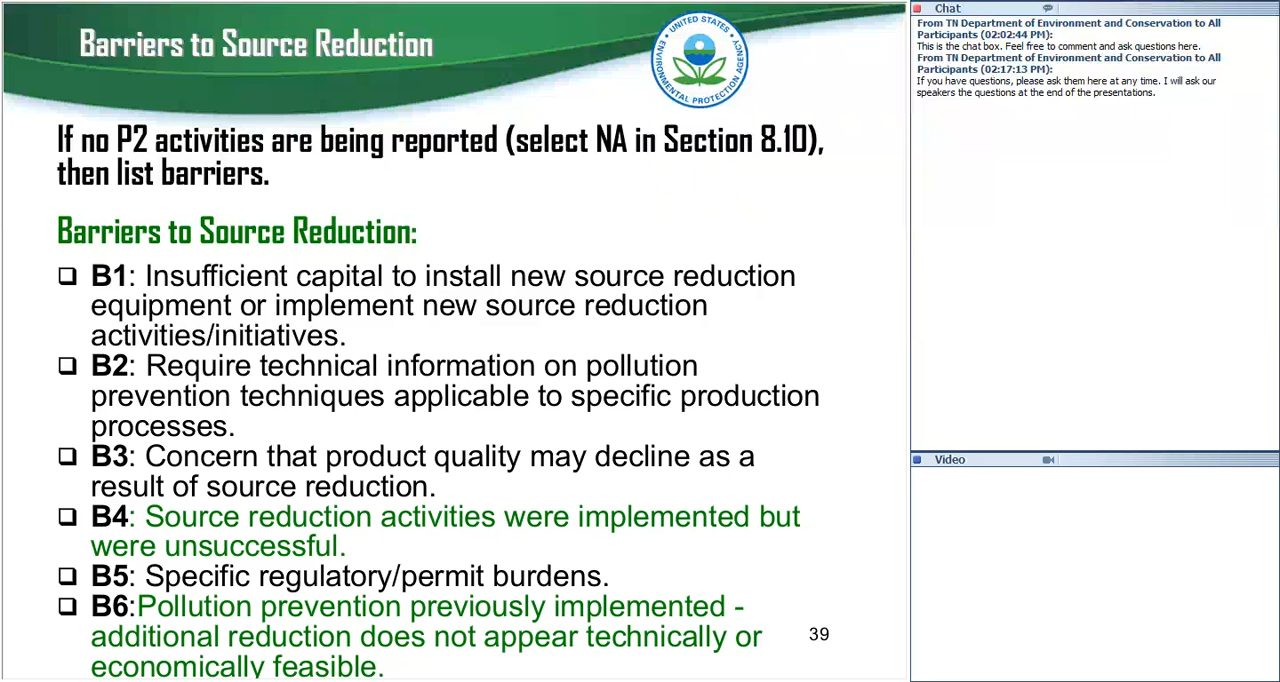 Barriers to Source Reduction
UNITED STATES
ENVIRONMENTAL PROTECTION AGENCY
If no P2 activities are being reported (select NA in Section 8.10),
then list barriers.
Barriers to Source Reduction:
B1: Insufficient capital to install new source reduction
equipment or implement new source reduction
activities/initiatives.
B2: Require technical information on pollution
prevention techniques applicable to specific production
processes.
B3: Concern that product quality may decline as a
result of source reduction.
B4: Source reduction activities were implemented but
were unsuccessful.
B5: Specific regulatory/permit burdens.
B6:Pollution prevention previously implemented -
additional reduction does not appear technically or
economically feasible.
39
Chat
From TN Department of Environment and Conservation to All
Participants (02:02:44 PM):
This is the chat box. Feel free to comment and ask questions here.
From TN Department of Environment and Conservation to All
Participants (02:17:13 PM):
If you have questions, please ask them here at any time. I will ask our
speakers the questions at the end of the presentations.
Video